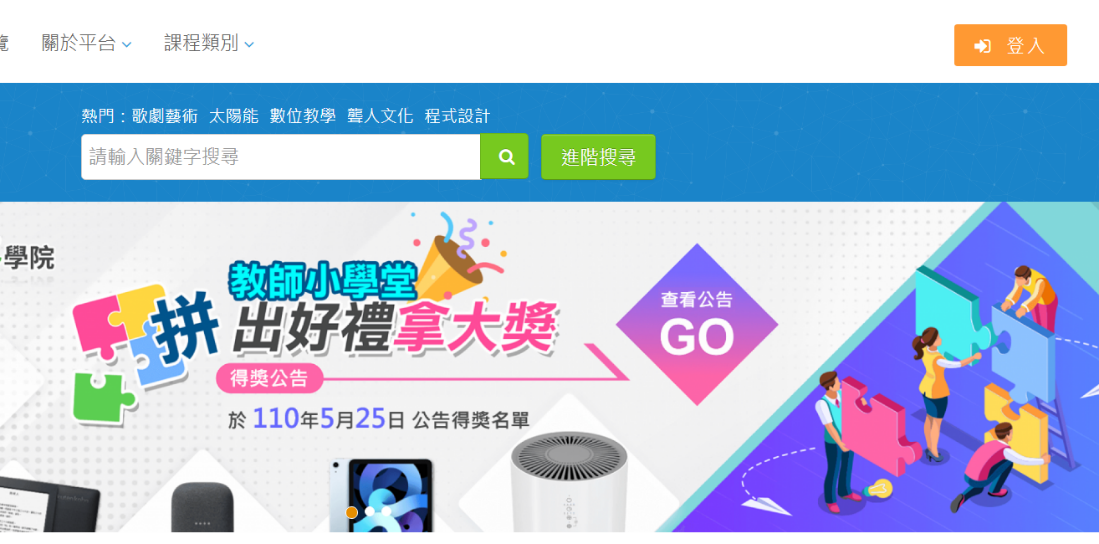 覽 關於平台 課程類別 登入
熱門：歌劇藝術 太陽能 數位教學 聾人文化 程式設計
請輸入關鍵字搜尋 進階搜尋
學院
教師小學堂
拼出好禮拿大獎
得獎公告
於 110年5月25日 公告得獎名單
查看公告
GO